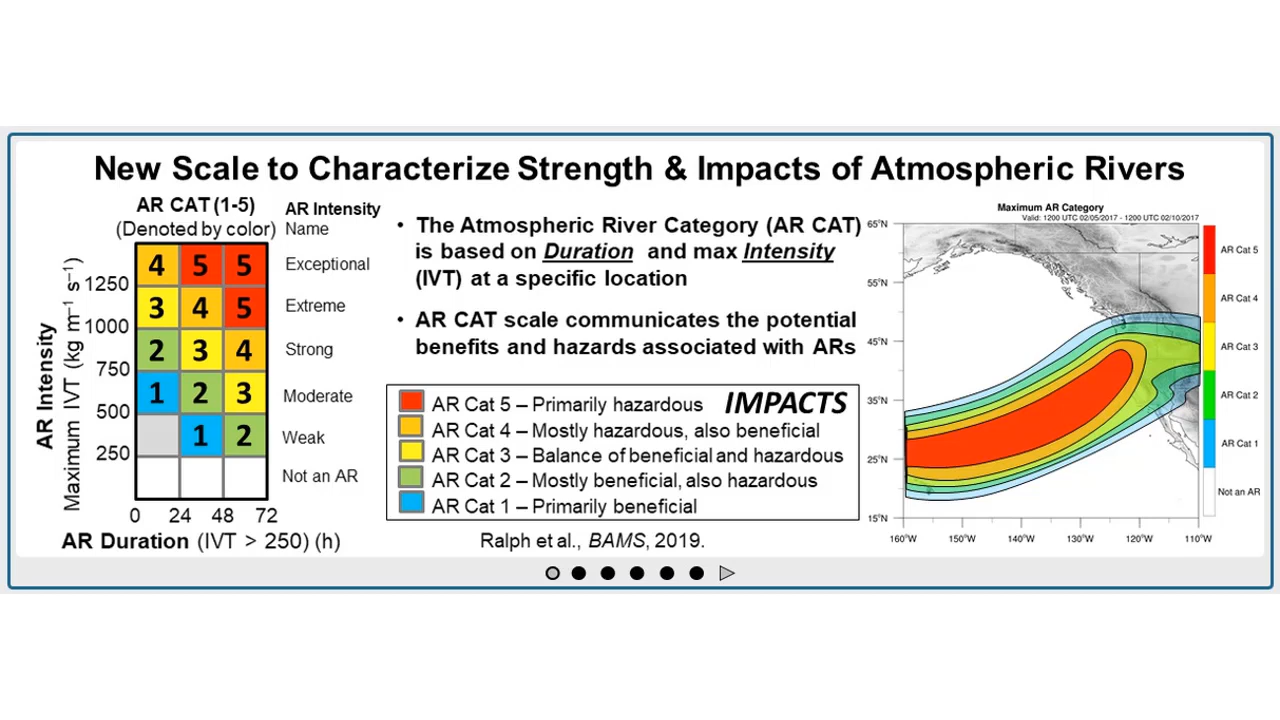 New Scale to Characterize Strength & Impacts of Atmospheric Rivers
AR CAT (1-5)
(Denoted by color)
AR Intensity
Name
4 5 5 Exceptional
1250
3 4 5 Extreme
1000
2 3 4 Strong
750
1 2 3 Moderate
500
1 2 Weak
250
Not an AR
0 24 48 72
AR Duration (IVT > 250) (h)
AR Intensity
Maximum IVT (kg m⁻¹ s⁻¹)
• The Atmospheric River Category (AR CAT)
is based on Duration and max Intensity
(IVT) at a specific location
• AR CAT scale communicates the potential
benefits and hazards associated with ARs
IMPACTS
AR Cat 5 – Primarily hazardous
AR Cat 4 – Mostly hazardous, also beneficial
AR Cat 3 – Balance of beneficial and hazardous
AR Cat 2 – Mostly beneficial, also hazardous
AR Cat 1 – Primarily beneficial
Ralph et al., BAMS, 2019.
Maximum AR Category
Valid: 1200 UTC 02/05/2017 - 1200 UTC 02/10/2017
65°N
55°N
45°N
35°N
25°N
15°N
160°W 150°W 140°W 130°W 120°W 110°W
AR Cat 5
AR Cat 4
AR Cat 3
AR Cat 2
AR Cat 1
Not an AR